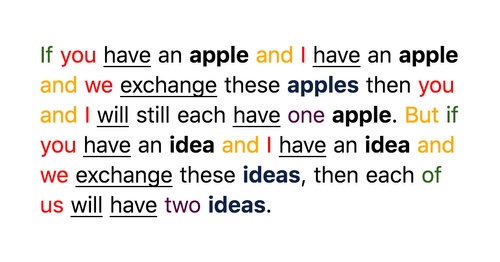 If you have an apple and I have an apple
and we exchange these apples then you
and I will still each have one apple. But if
you have an idea and I have an idea and
we exchange these ideas, then each of
us will have two ideas.